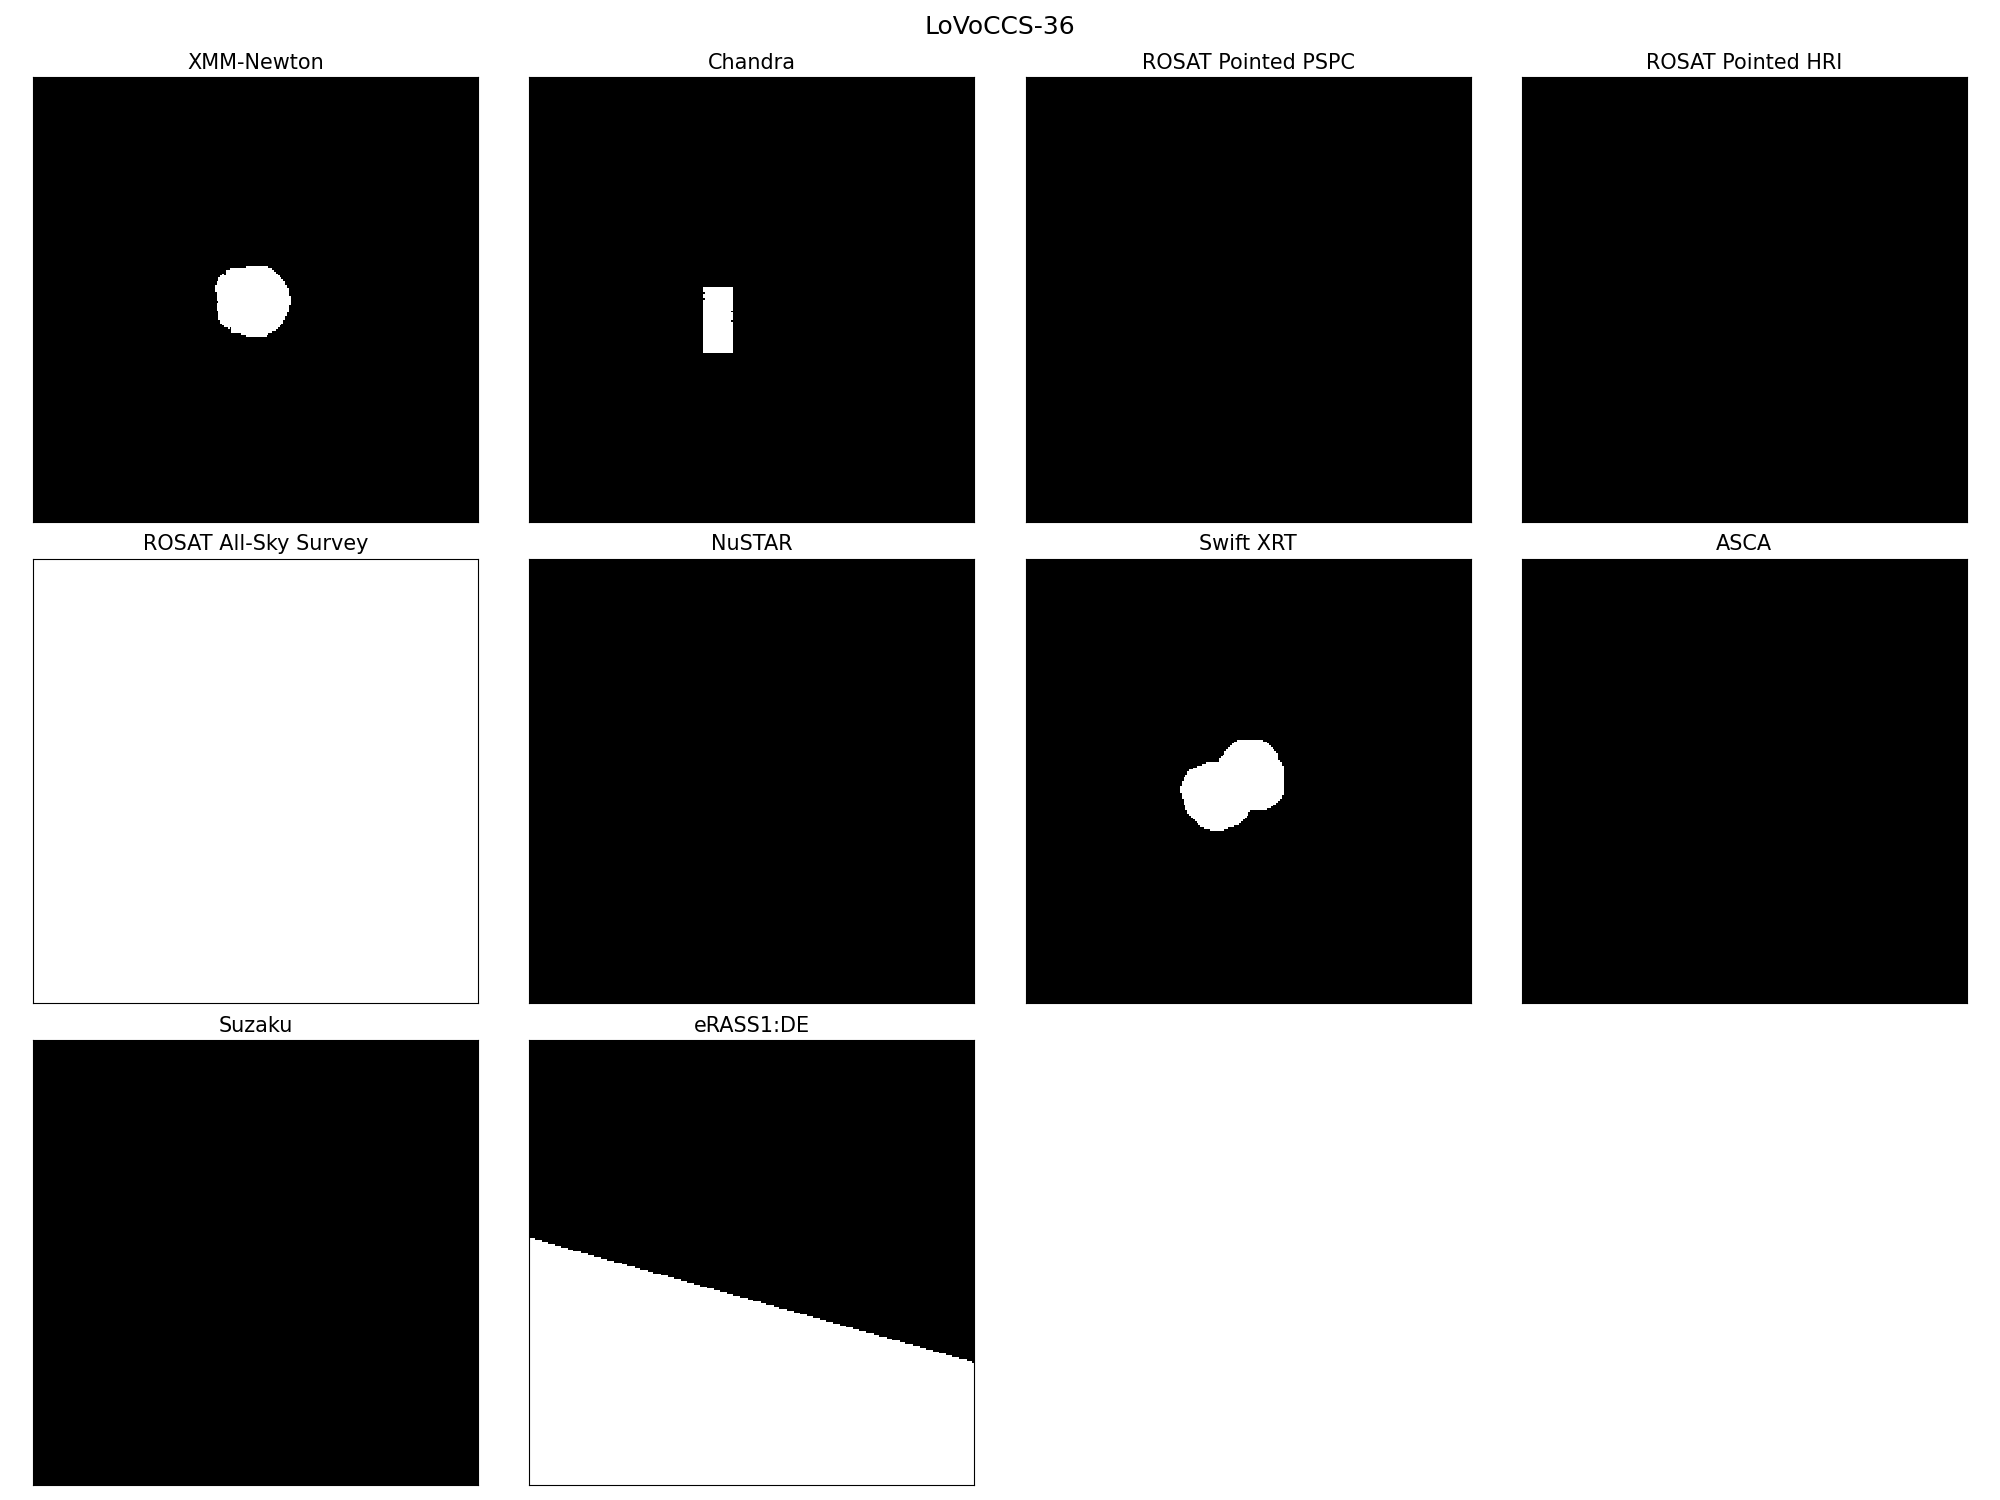 LoVoCCS-36
XMM-Newton
Chandra
ROSAT Pointed PSPC
ROSAT Pointed HRI
ROSAT All-Sky Survey
NuSTAR
Swift XRT
ASCA
Suzaku
eRASS1:DE